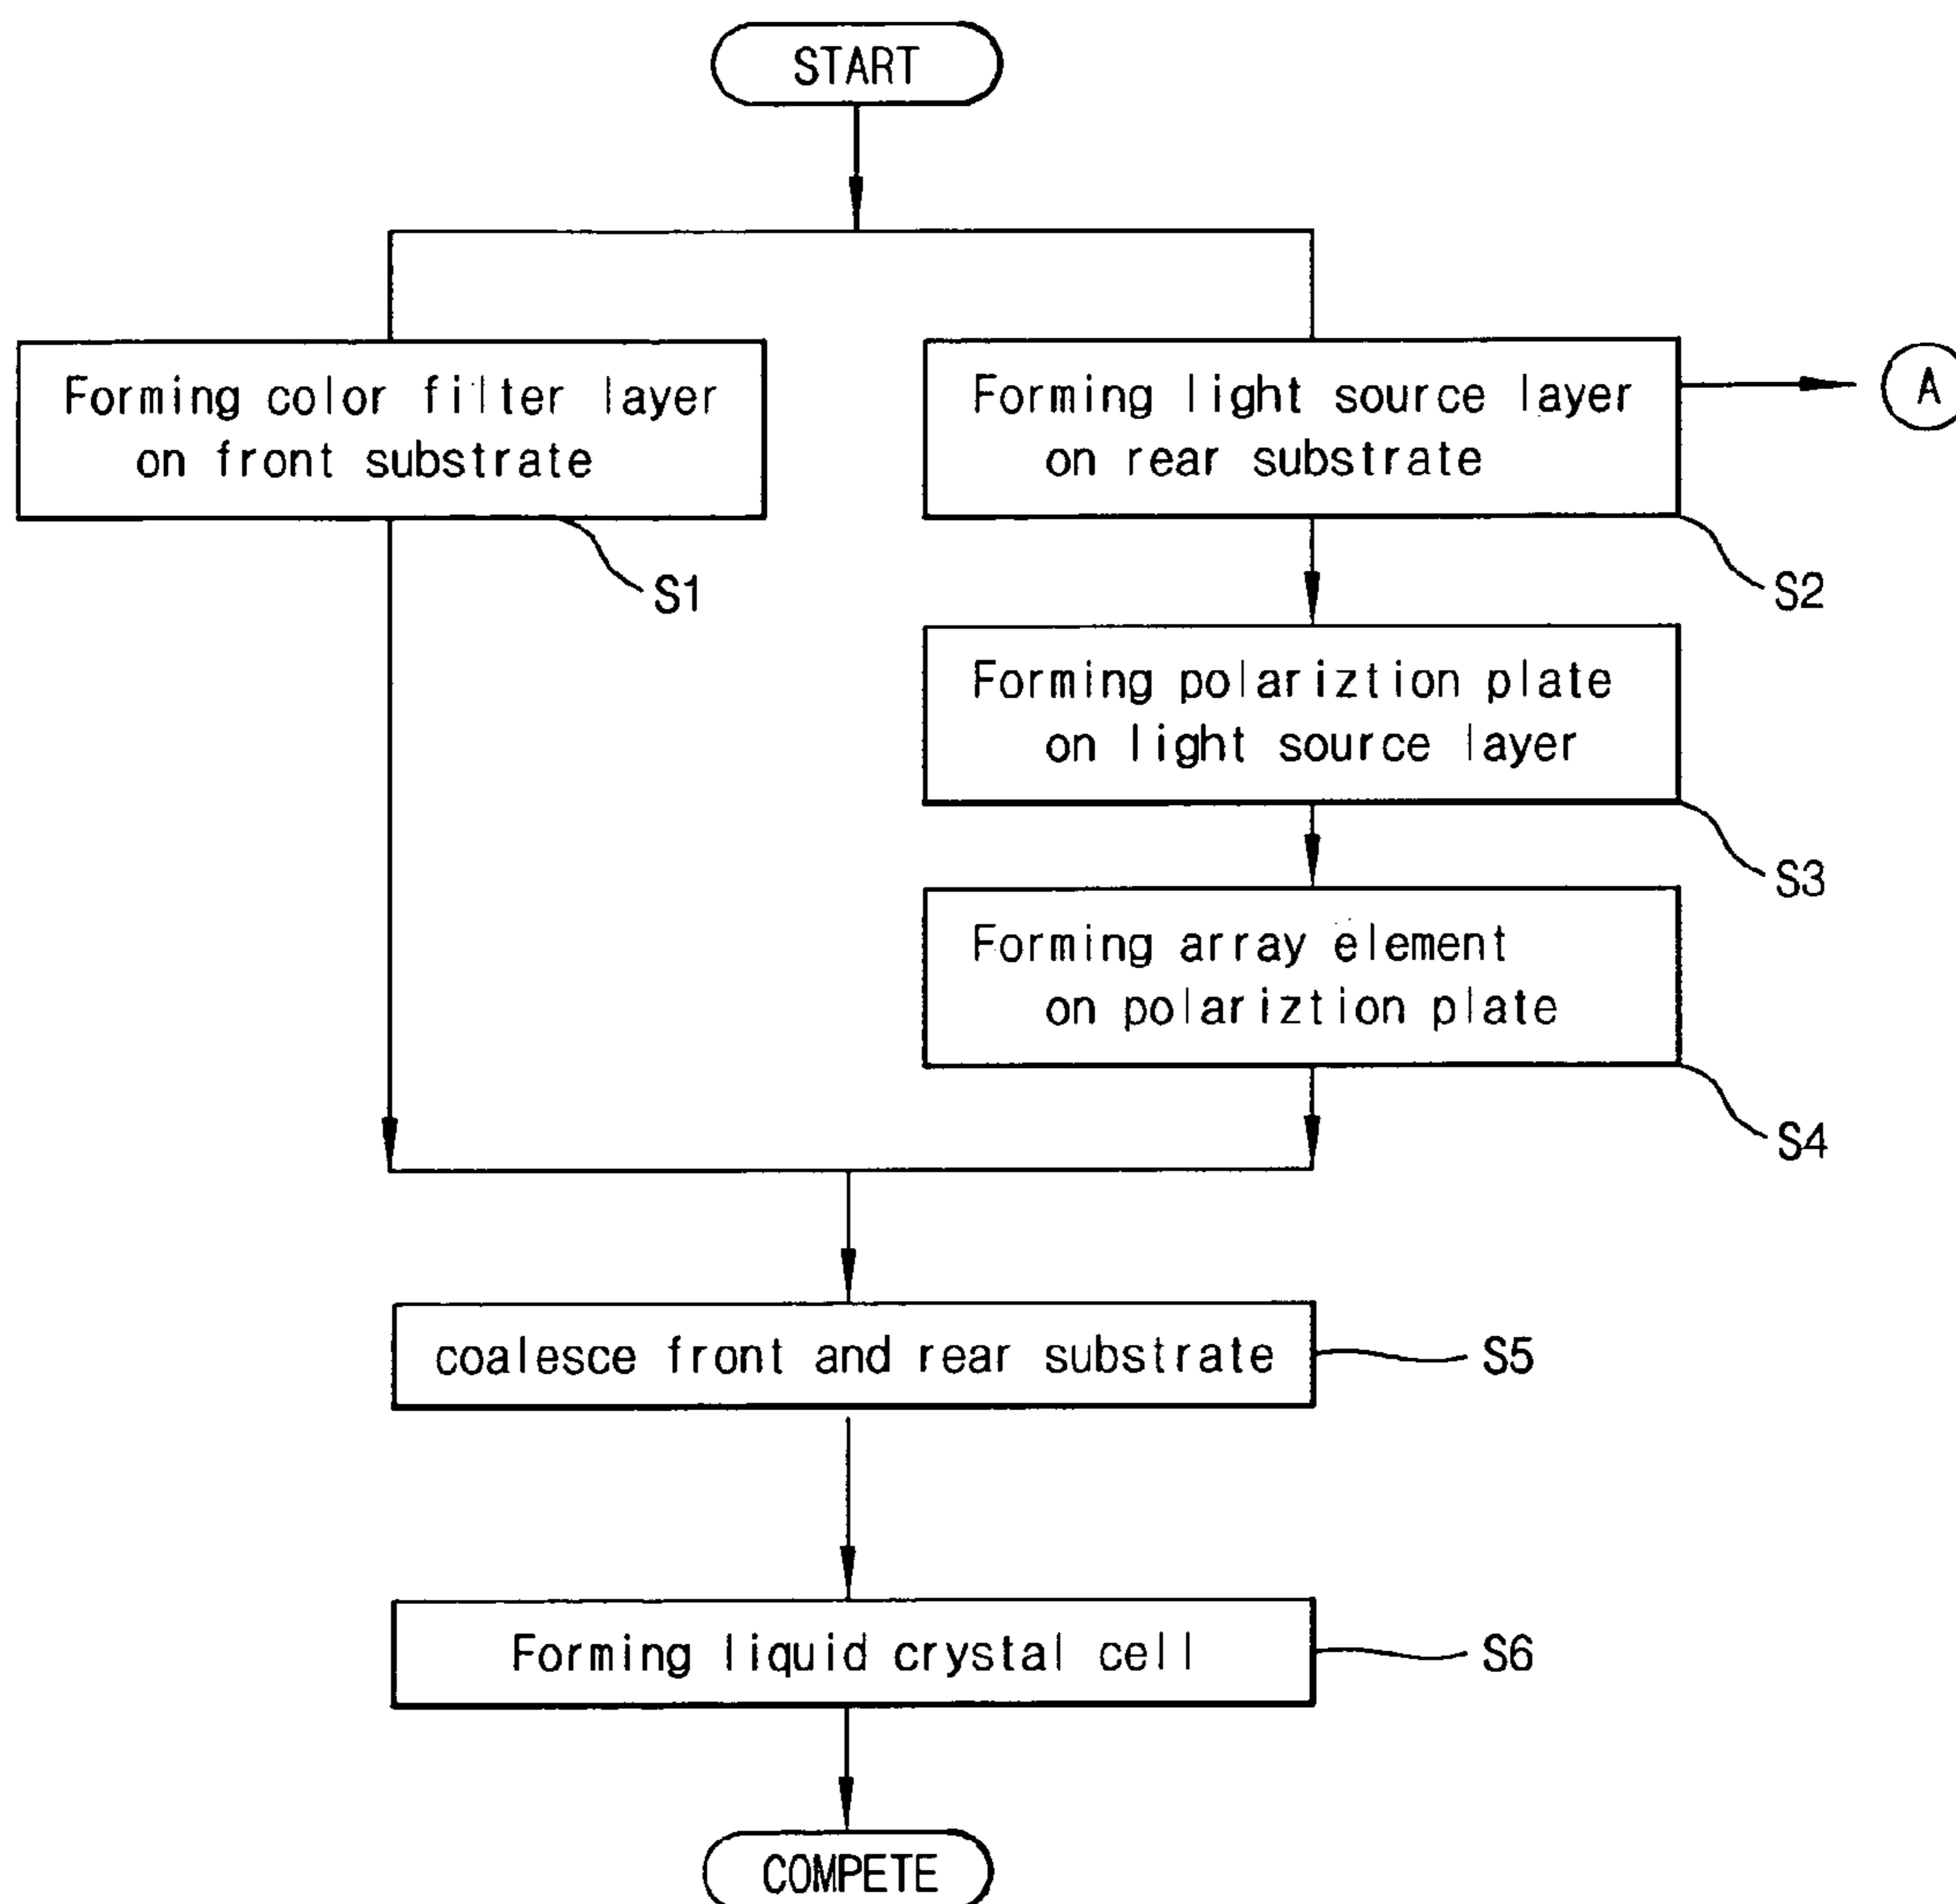 START
Forming color filter layer
on front substrate
S1
Forming light source layer
on rear substrate
A
S2
Forming polariztion plate
on light source layer
S3
Forming array element
on polariztion plate
S4
coalesce front and rear substrate
S5
Forming liquid crystal cell
S6
COMPETE